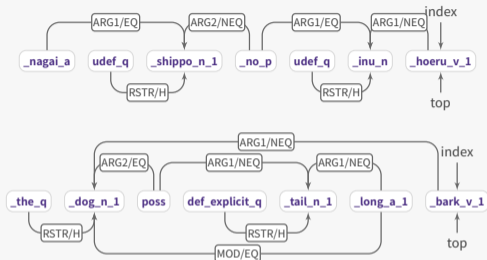 ARG1/EQ ARG2/NEQ ARG1/EQ ARG1/NEQ index
_nagai_a udef_q _shippo_n_1 _no_p udef_q _inu_n _hoeru_v_1
RSTR/H RSTR/H top
ARG1/NEQ
ARG2/EQ ARG1/NEQ ARG1/NEQ index
_the_q _dog_n_1 poss def_explicit_q _tail_n_1 _long_a_1 _bark_v_1
RSTR/H RSTR/H top
MOD/EQ